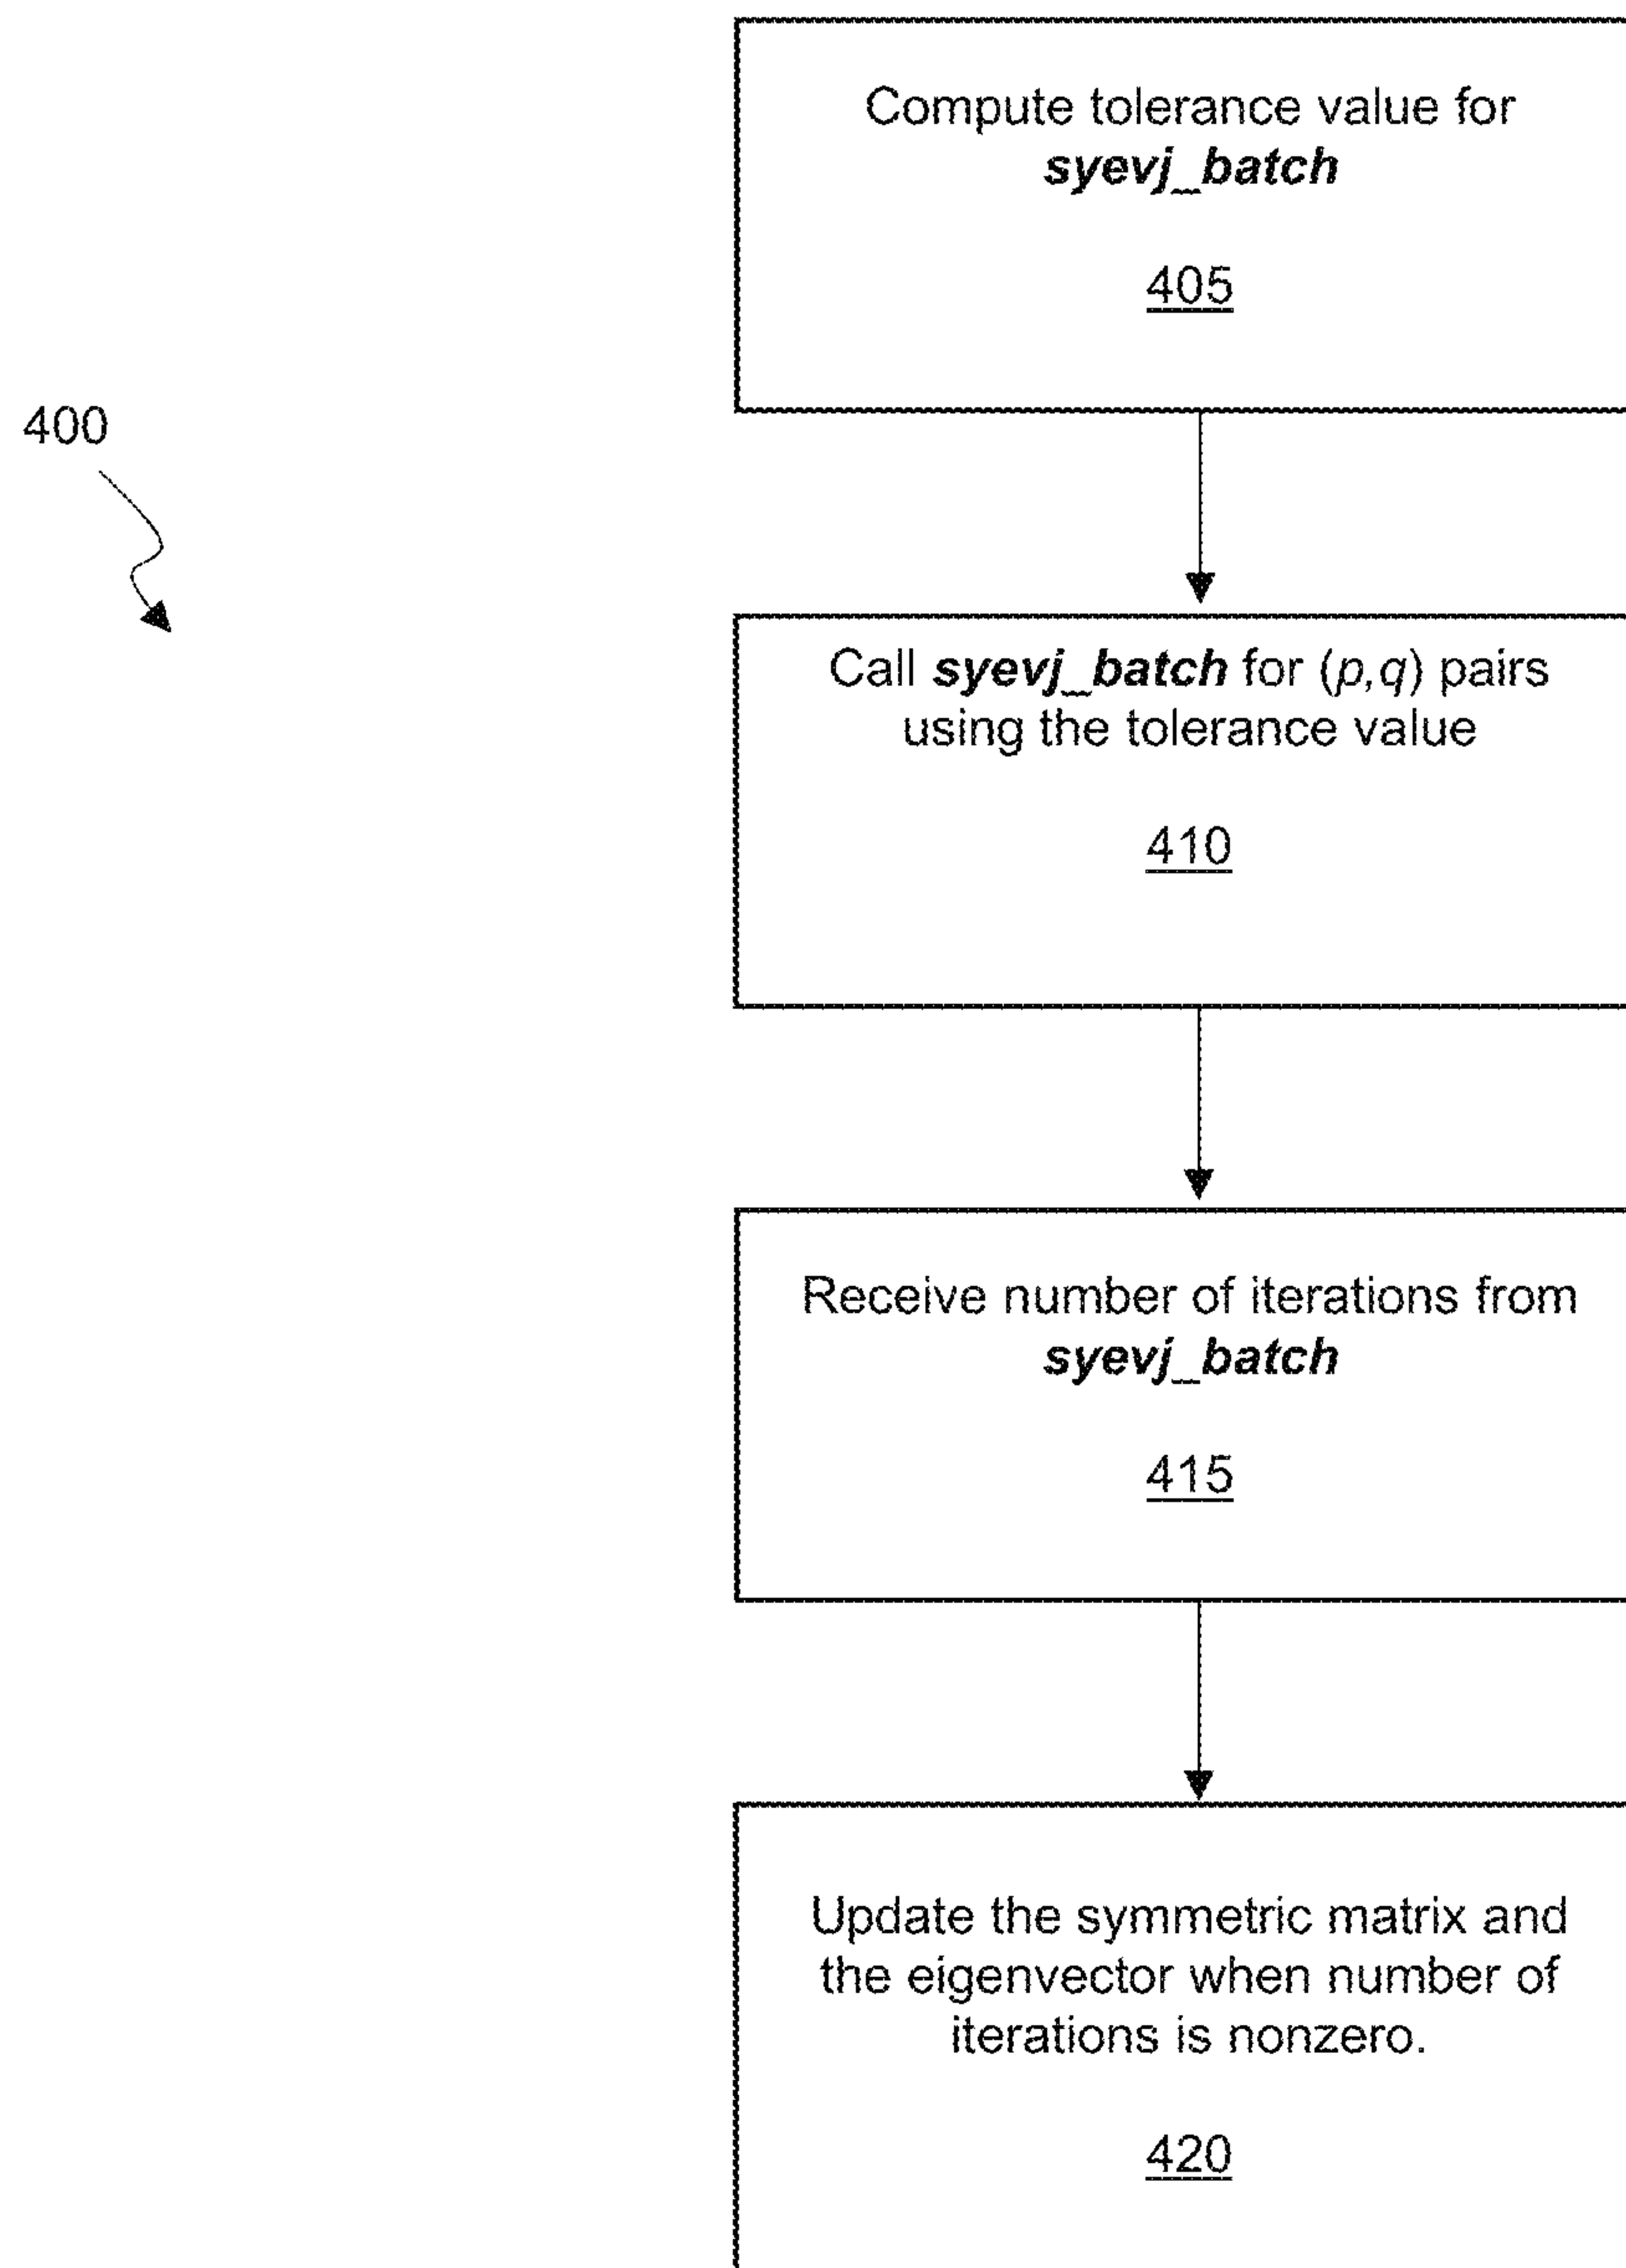 Compute tolerance value for
syevj_batch
405
400
Call syevj_batch for (p,q) pairs
using the tolerance value
410
Receive number of iterations from
syevj_batch
415
Update the symmetric matrix and
the eigenvector when number of
iterations is nonzero.
420